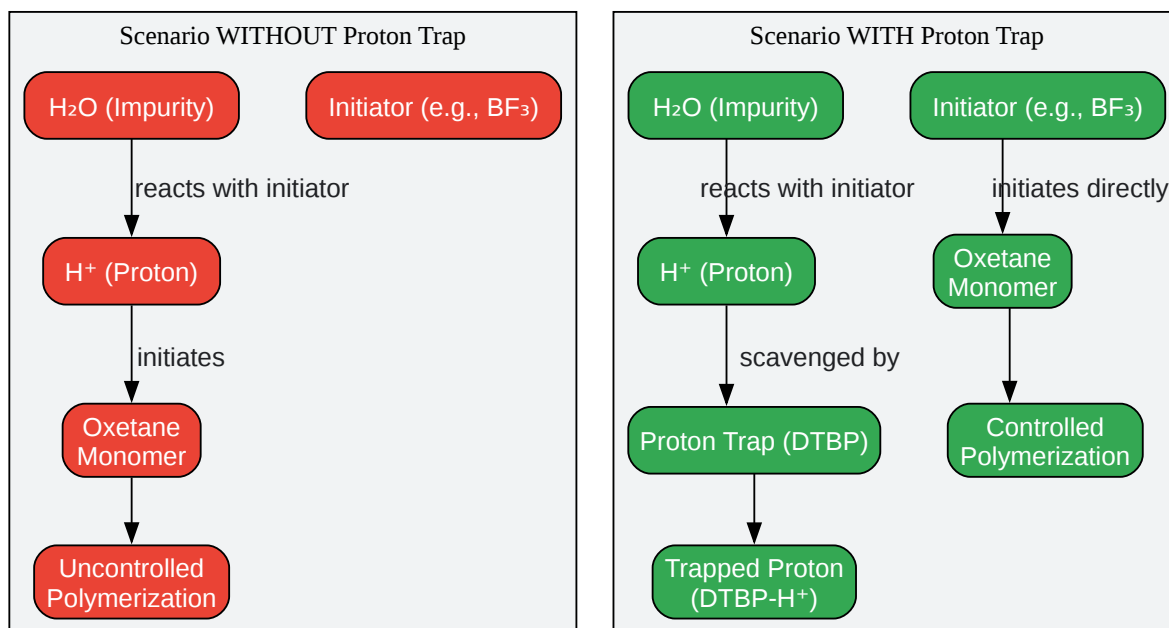 Scenario WITHOUT Proton Trap
H₂O (Impurity)
Initiator (e.g., BF₃)
reacts with initiator
H⁺ (Proton)
initiates
Oxetane
Monomer
Uncontrolled
Polymerization
Scenario WITH Proton Trap
H₂O (Impurity)
Initiator (e.g., BF₃)
reacts with initiator
initiates directly
H⁺ (Proton)
Oxetane
Monomer
scavenged by
Proton Trap (DTBP)
Controlled
Polymerization
Trapped Proton
(DTBP-H⁺)